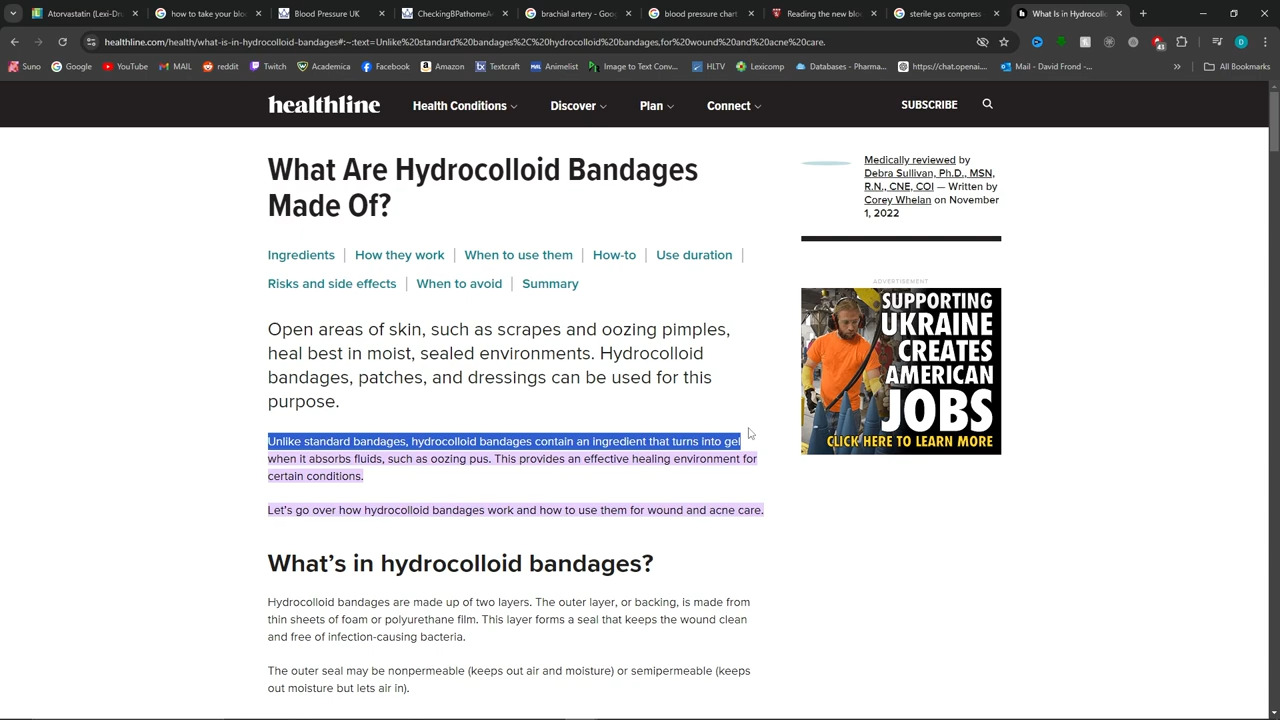 Atorvastatin (Lexi-Dru
how to take your bloo
Blood Pressure UK
CheckingBPathomeA
brachial artery - Goog
blood pressure chart
Reading the new bloo
sterile gas compress
What Is in Hydrocolle
healthline.com/health/what-is-in-hydrocolloid-bandages#:~:text=Unlike%20standard%20bandages%2C%20hydrocolloid%20bandages,for%20wound%20and%20acne%20care.
Suno
Google
YouTube
MAIL
reddit
Twitch
Academica
Facebook
Amazon
Textcraft
Animelist
Image to Text Conv...
HLTV
Lexicomp
Databases - Pharma...
https://chat.openai....
Mail - David Frond -...
All Bookmarks
healthline
Health Conditions
Discover
Plan
Connect
SUBSCRIBE
What Are Hydrocolloid Bandages
Made Of?
Ingredients | How they work | When to use them | How-to | Use duration |
Risks and side effects | When to avoid | Summary
Open areas of skin, such as scrapes and oozing pimples,
heal best in moist, sealed environments. Hydrocolloid
bandages, patches, and dressings can be used for this
purpose.
Unlike standard bandages, hydrocolloid bandages contain an ingredient that turns into gel
when it absorbs fluids, such as oozing pus. This provides an effective healing environment for
certain conditions.
Let's go over how hydrocolloid bandages work and how to use them for wound and acne care.
What's in hydrocolloid bandages?
Hydrocolloid bandages are made up of two layers. The outer layer, or backing, is made from
thin sheets of foam or polyurethane film. This layer forms a seal that keeps the wound clean
and free of infection-causing bacteria.
The outer seal may be nonpermeable (keeps out air and moisture) or semipermeable (keeps
out moisture but lets air in).
Medically reviewed by
Debra Sullivan, Ph.D., MSN,
R.N., CNE, COI — Written by
Corey Whelan on November
1, 2022
ADVERTISEMENT
SUPPORTING
UKRAINE
CREATES
AMERICAN
JOBS
CLICK HERE TO LEARN MORE